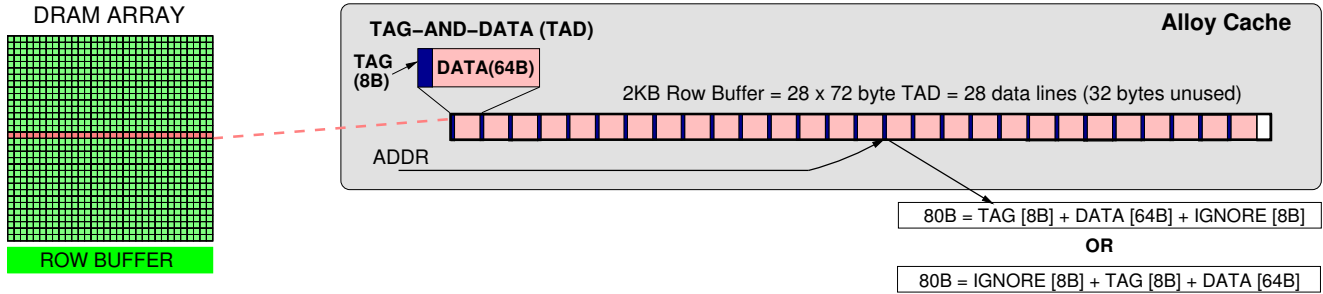 DRAM ARRAY
ROW BUFFER
Alloy Cache
TAG−AND−DATA (TAD)
TAG
(8B)
DATA(64B)
2KB Row Buffer = 28 x 72 byte TAD = 28 data lines (32 bytes unused)
ADDR
80B = TAG [8B] + DATA [64B] + IGNORE [8B]
OR
80B = IGNORE [8B] + TAG [8B] + DATA [64B]